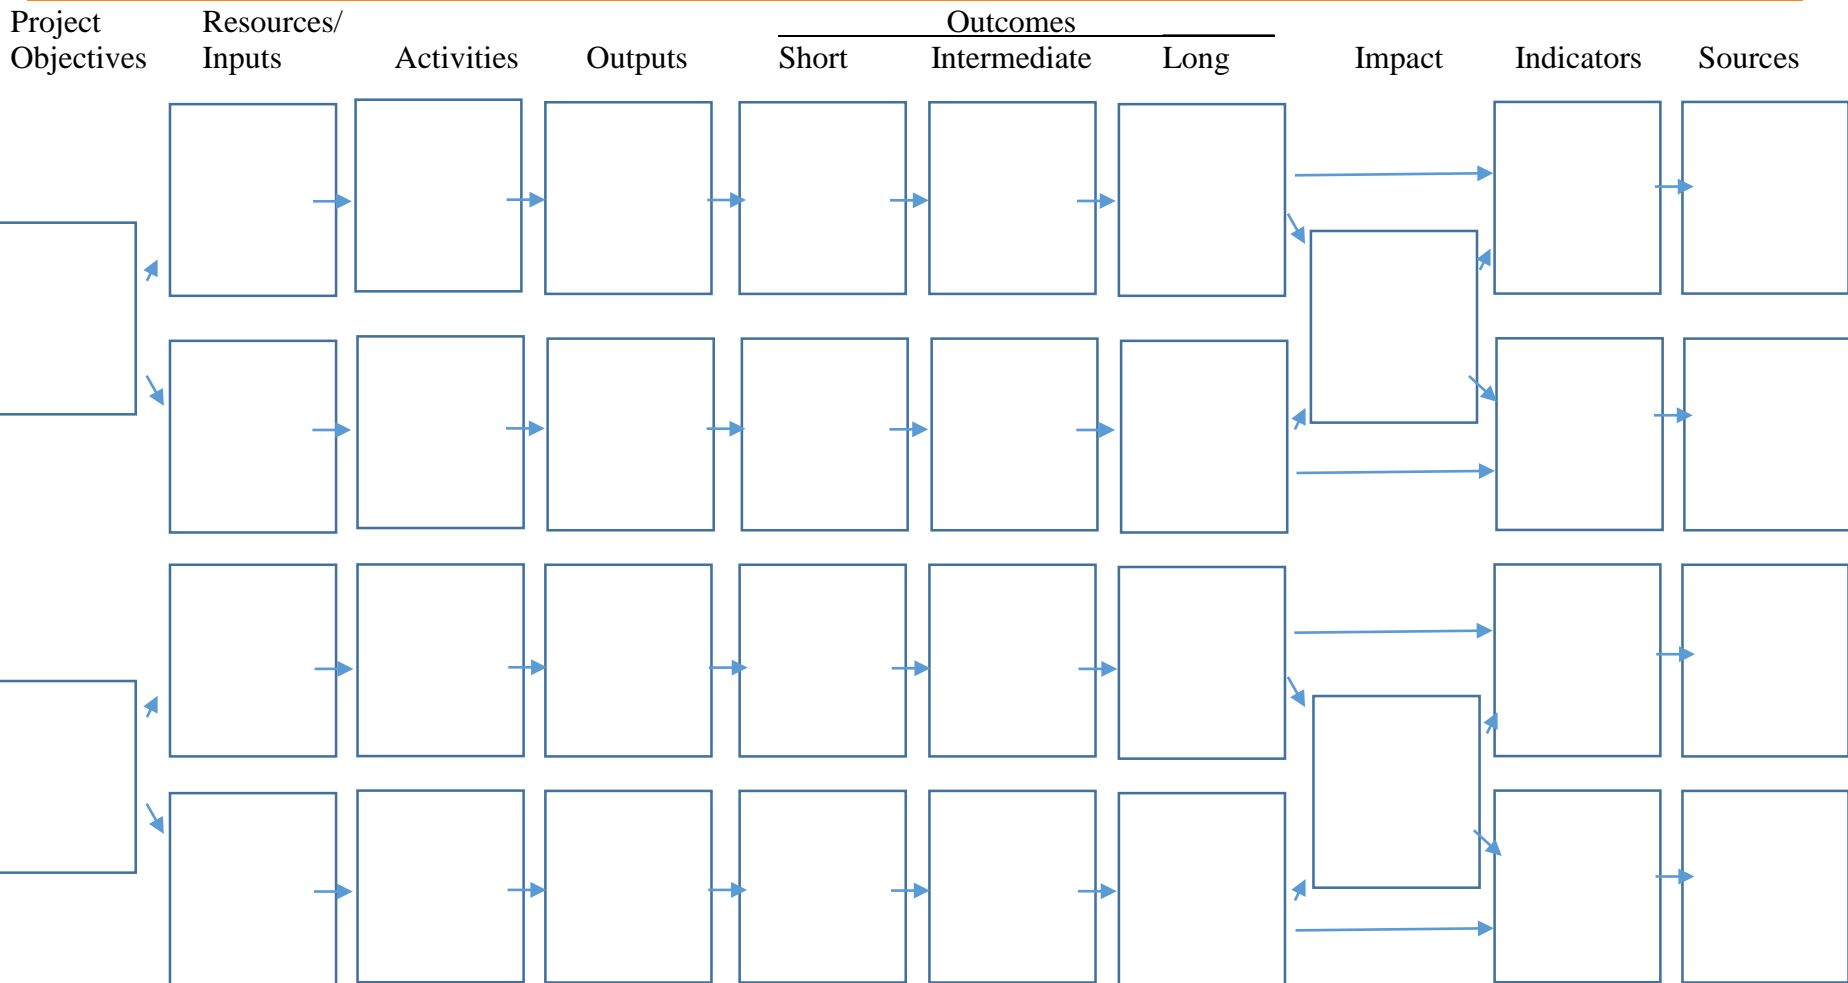 Project Resources/ Outcomes
Objectives Inputs Activities Outputs Short Intermediate Long Impact Indicators Sources